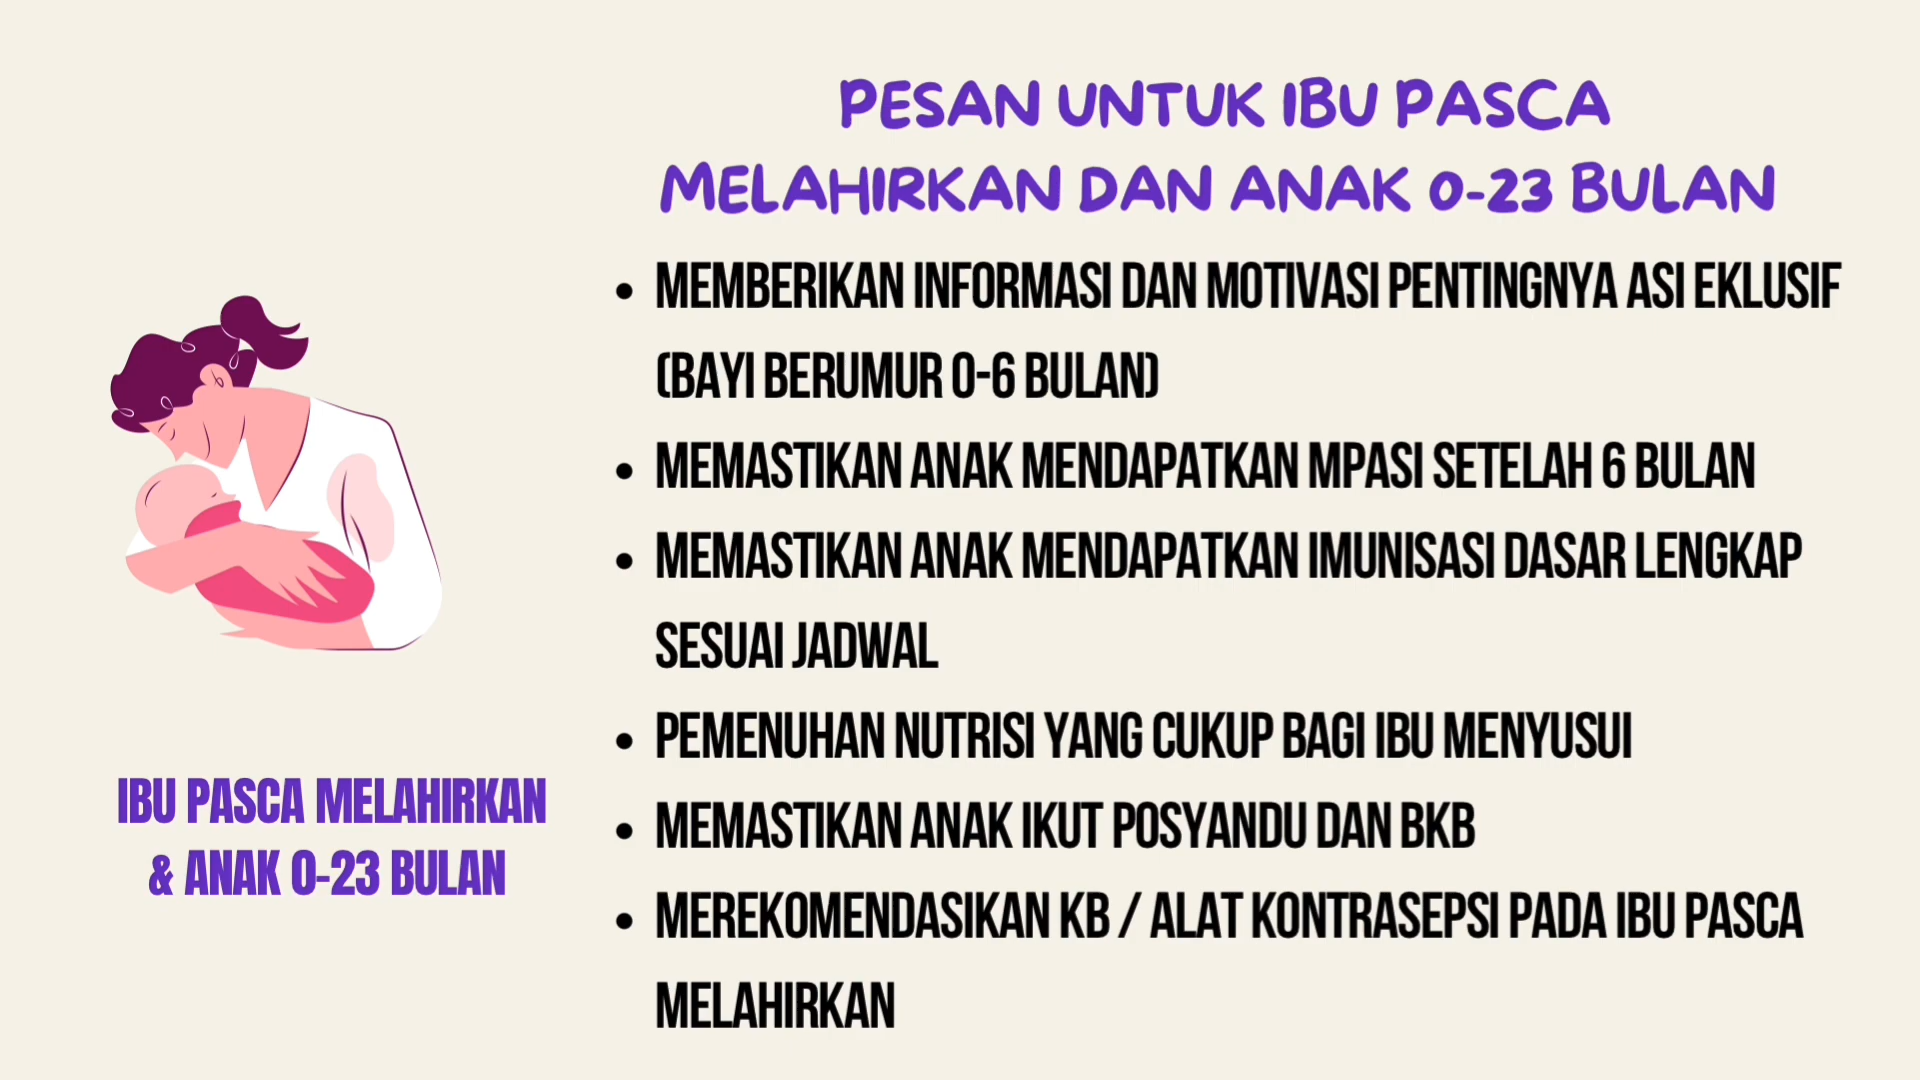 PESAN UNTUK IBU PASCA
MELAHIRKAN DAN ANAK 0-23 BULAN
• MEMBERIKAN INFORMASI DAN MOTIVASI PENTINGNYA ASI EKLUSIF
(BAYI BERUMUR 0-6 BULAN)
• MEMASTIKAN ANAK MENDAPATKAN MPASI SETELAH 6 BULAN
• MEMASTIKAN ANAK MENDAPATKAN IMUNISASI DASAR LENGKAP
SESUAI JADWAL
• PEMENUHAN NUTRISI YANG CUKUP BAGI IBU MENYUSUI
• MEMASTIKAN ANAK IKUT POSYANDU DAN BKB
• MEREKOMENDASIKAN KB / ALAT KONTRASEPSI PADA IBU PASCA
MELAHIRKAN
IBU PASCA MELAHIRKAN
& ANAK 0-23 BULAN